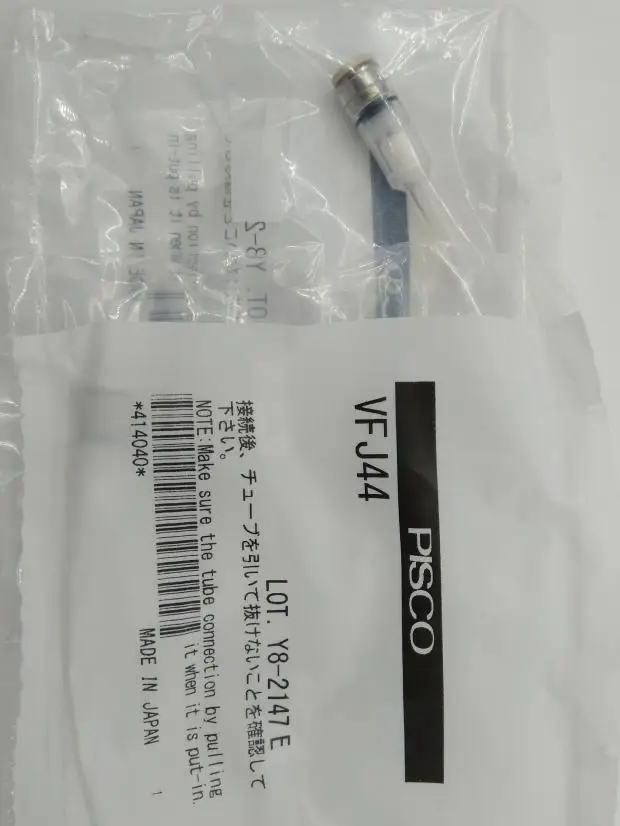 PISCO
VFJ44
LOT. Y8-2147 E
接続後、チューブを引いて抜けないことを確認して
下さい。
NOTE:Make sure the tube connection by pulling
it when it is put-in.
*414040*
MADE IN JAPAN
1